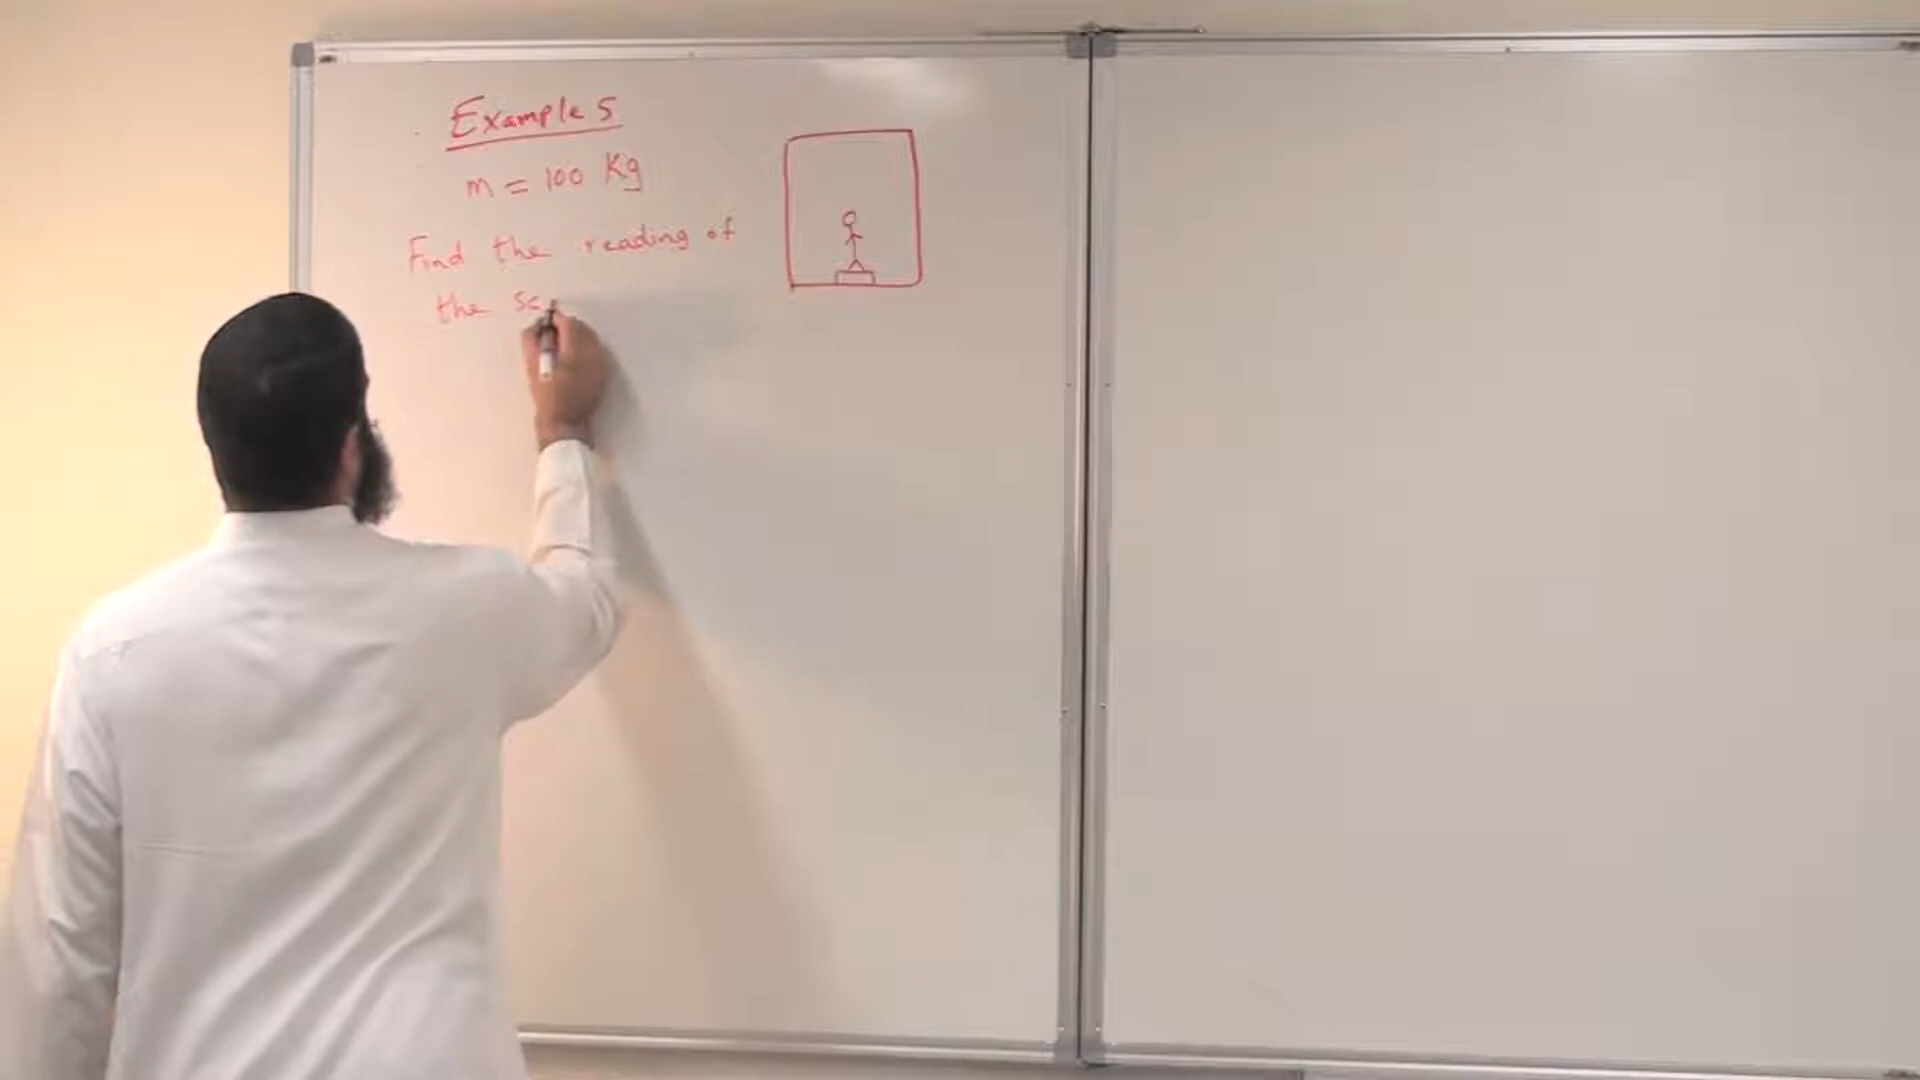 Example 5
m = 100 Kg
Find the reading of
the Sc